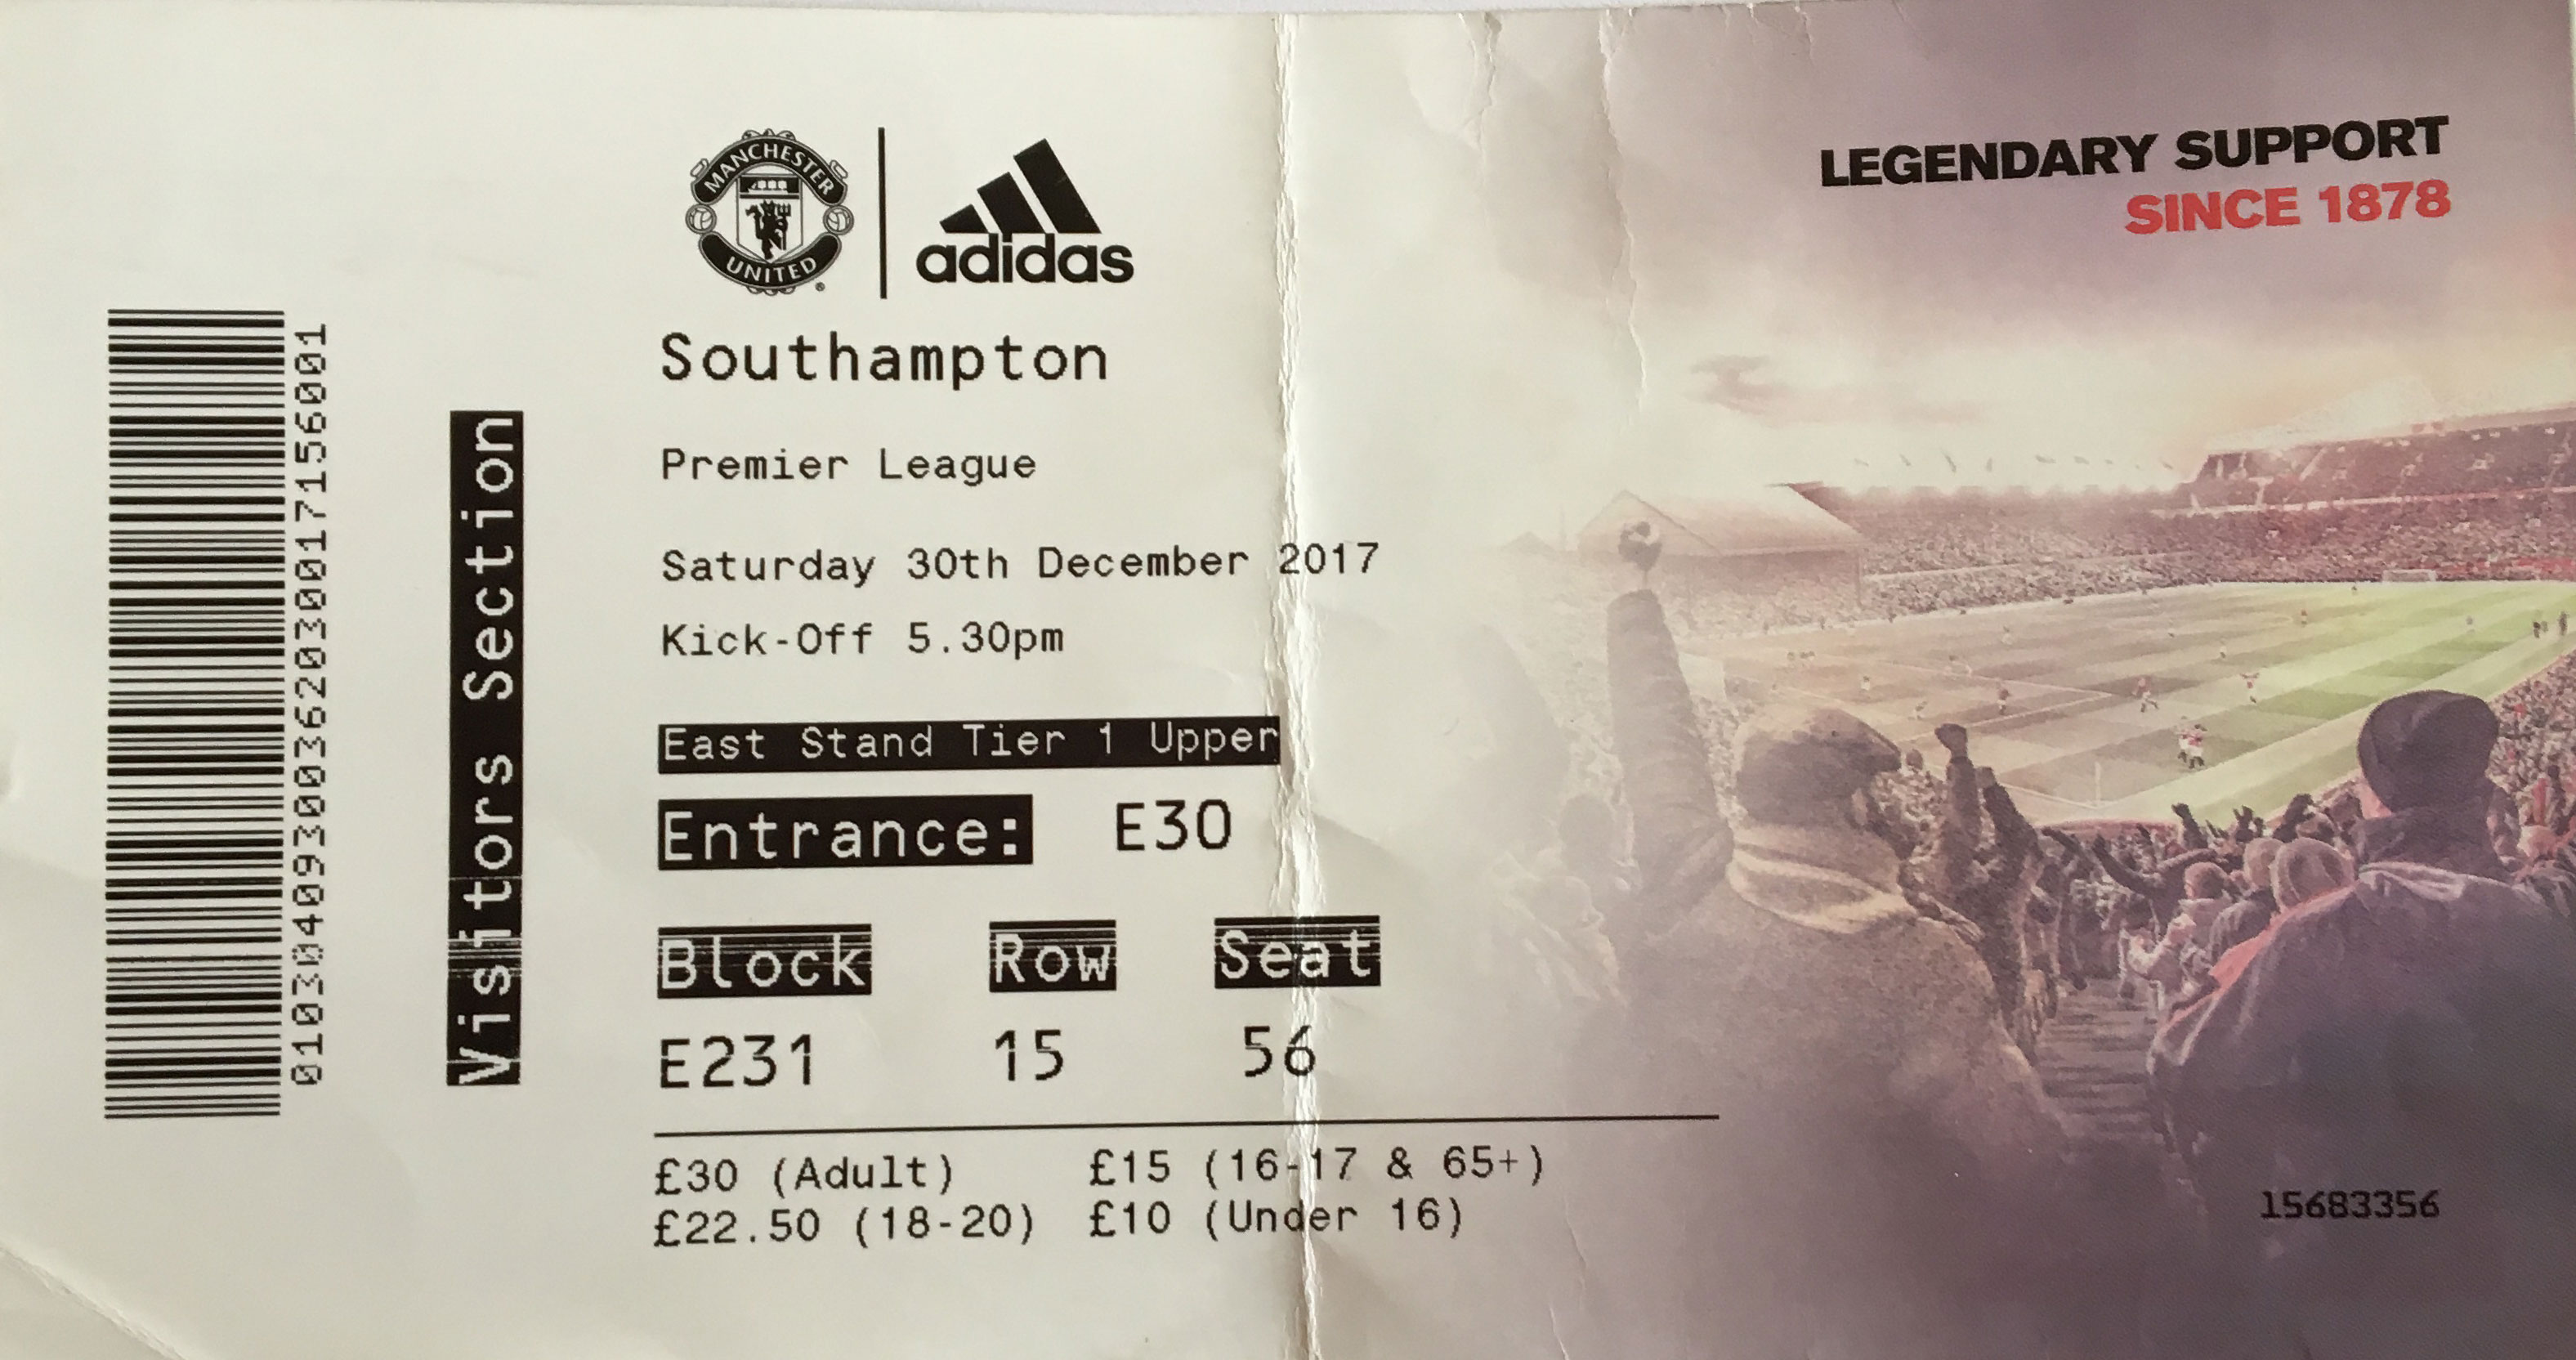 MANCHESTER
UNITED
adidas
Southampton
Premier League
Saturday 30th December 2017
Kick-Off 5.30pm
East Stand Tier 1 Upper
Entrance: E30
Block Row Seat
E231 15 56
£30 (Adult) £15 (16-17 & 65+)
£22.50 (18-20) £10 (Under 16)
Visitors Section
01030409300362030017156001
LEGENDARY SUPPORT
SINCE 1878
15683356